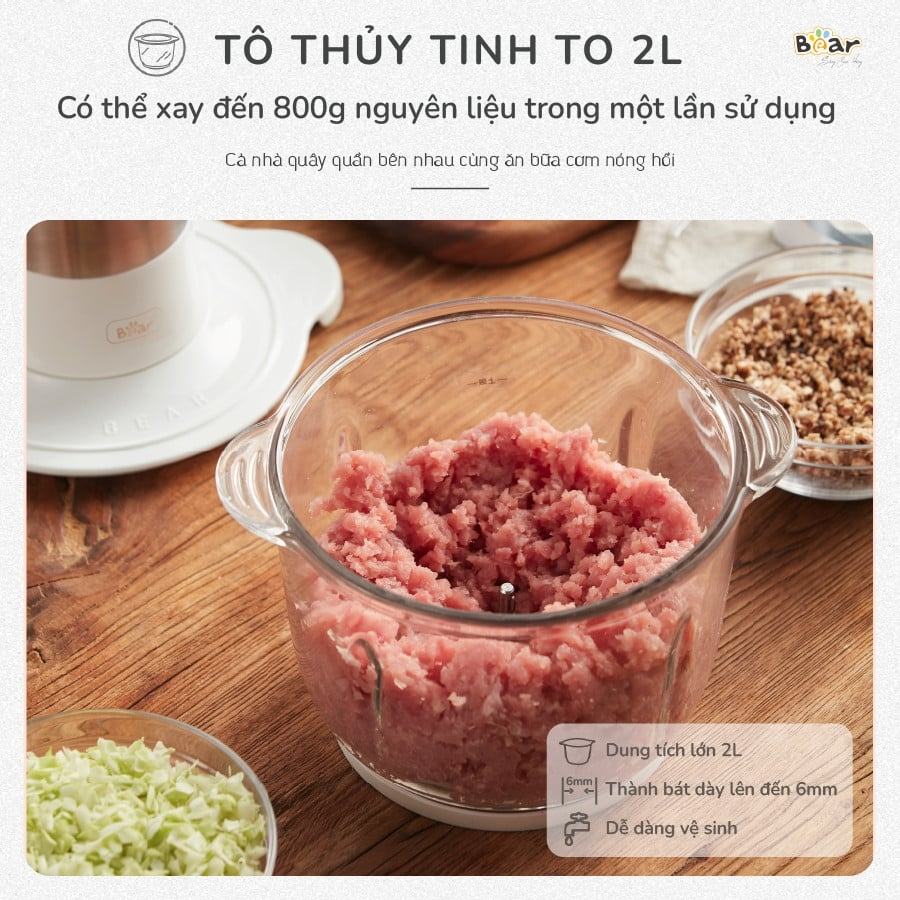 TÔ THỦY TINH TO 2L
Bear
Có thể xay đến 800g nguyên liệu trong một lần sử dụng
Cả nhà quây quần bên nhau cùng ăn bữa cơm nóng hổi
Bear
BEAR
Dung tích lớn 2L
6mm
Thành bát dày lên đến 6mm
Dễ dàng vệ sinh